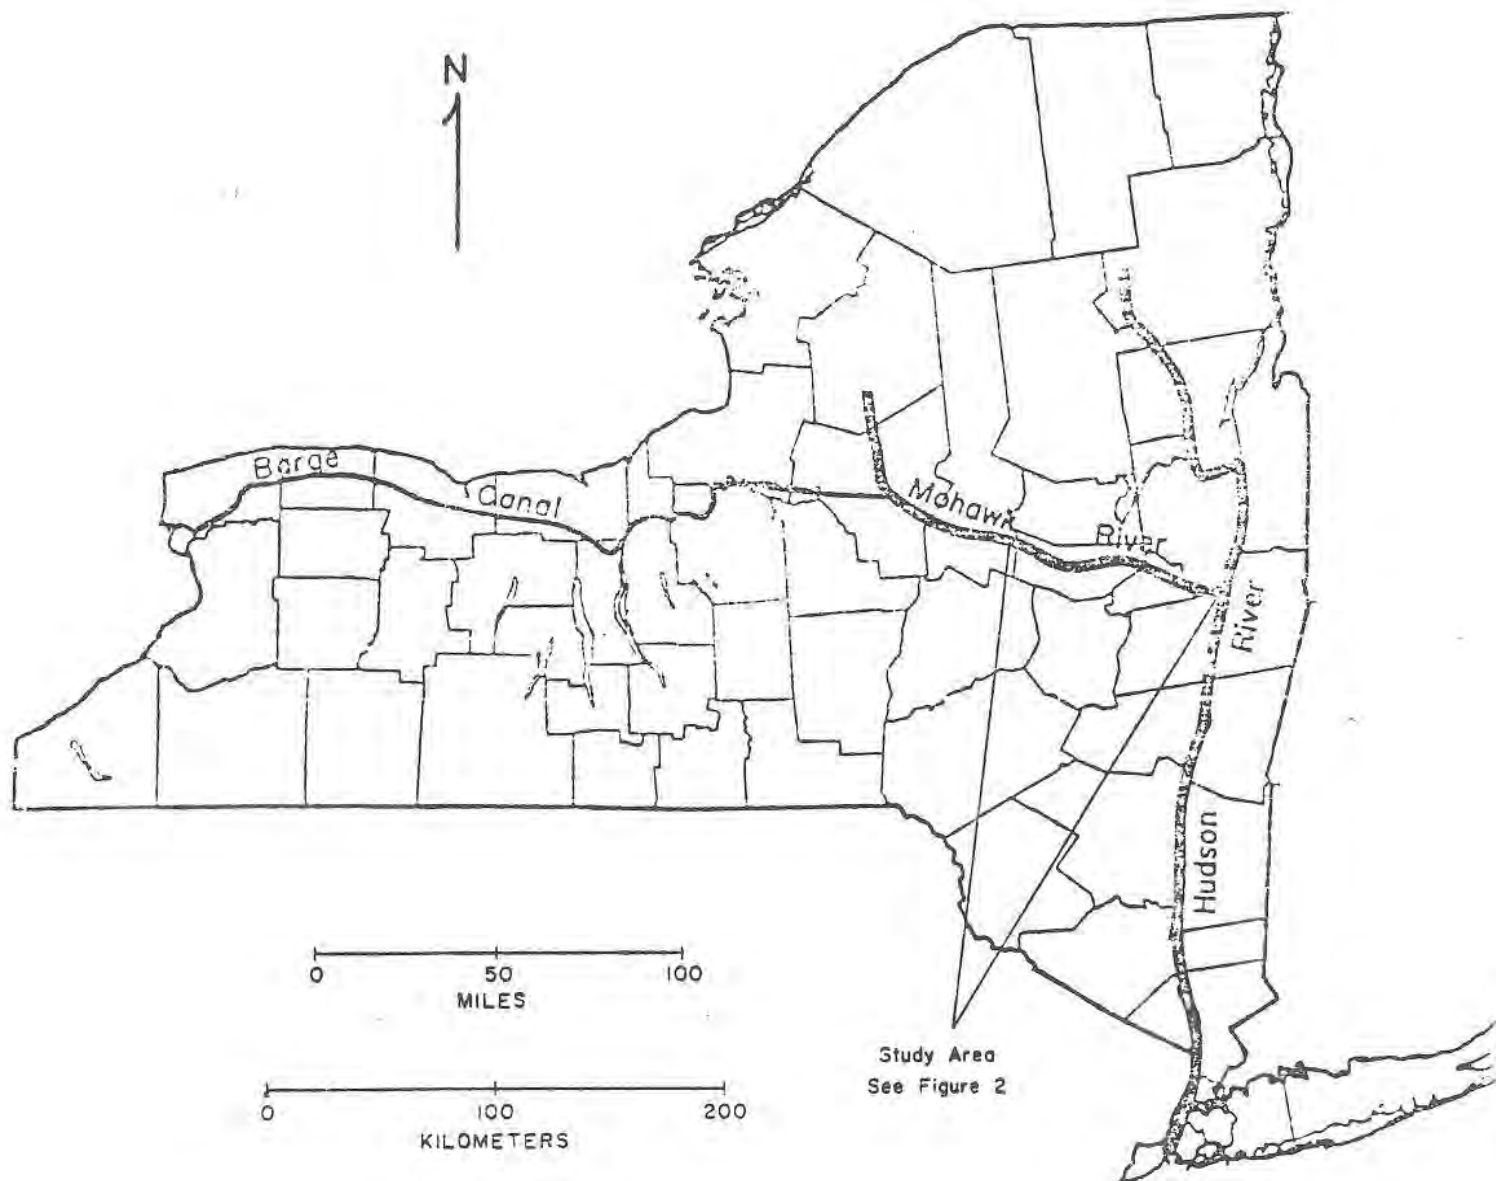 N
Barge
Canal
Mohawk
River
River
Hudson
0 50 100
MILES
Study Area
See Figure 2
0 100 200
KILOMETERS